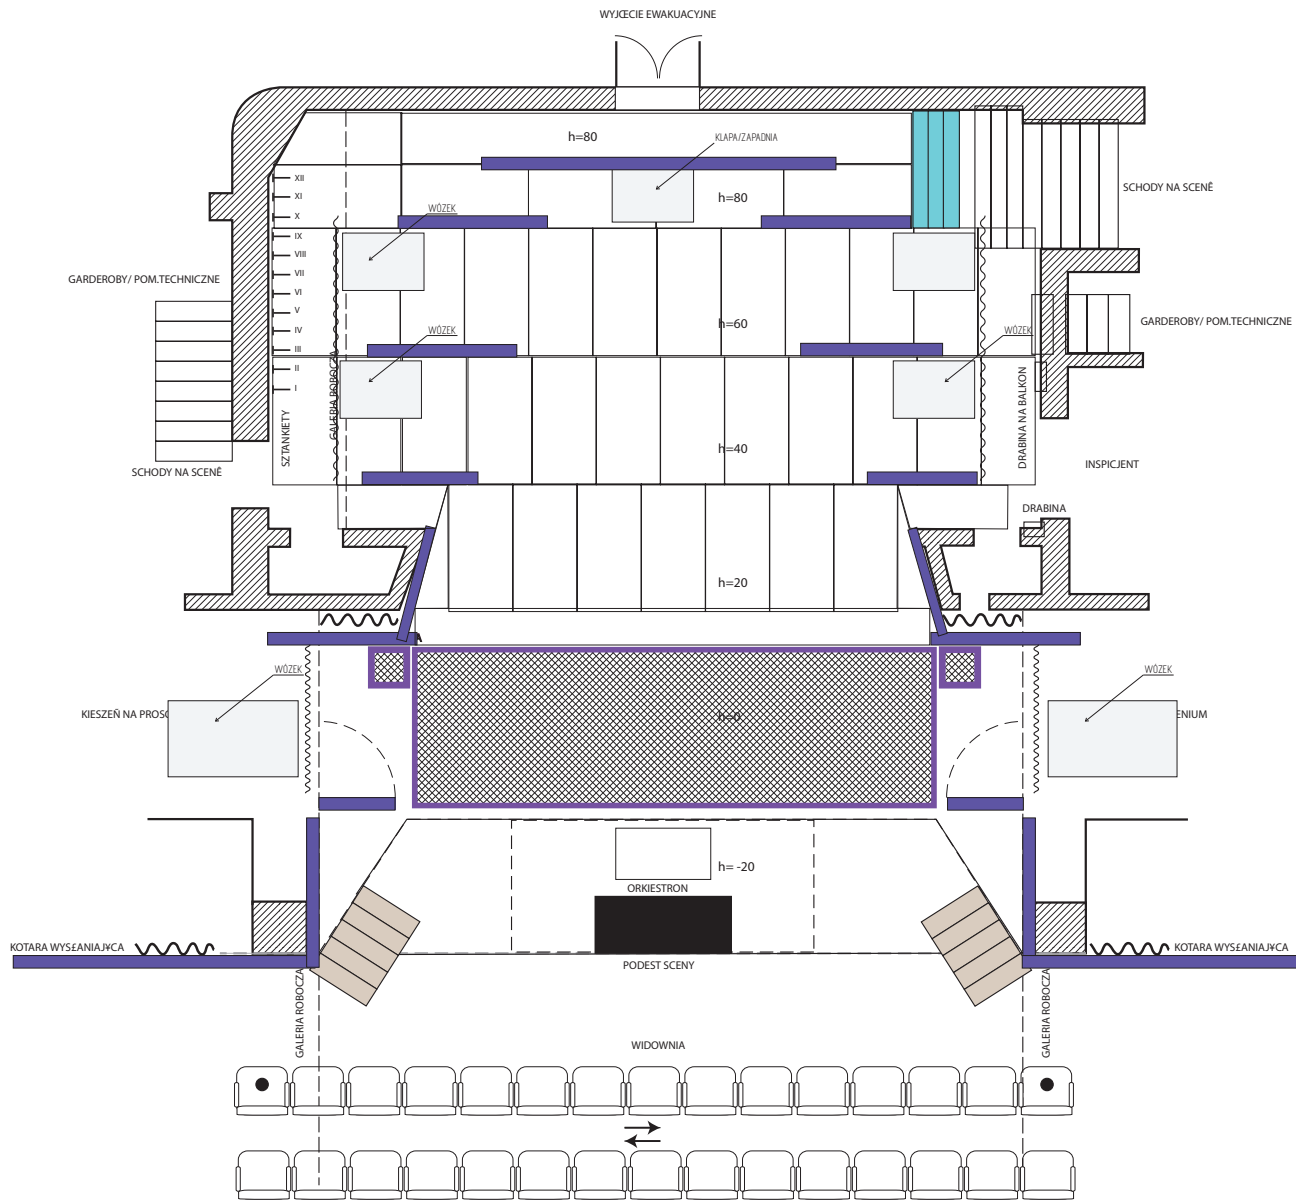 WYJŒCIE EWAKUACYJNE
h=80
KLAPA/ZAPADNIA
XII
XI
h=80
SCHODY NA SCENÊ
X
WÓZEK
IX
VIII
VII
GARDEROBY/ POM.TECHNICZNE
VI
V
h=60
GARDEROBY/ POM.TECHNICZNE
IV
WÓZEK
WÓZEK
III
II
I
GALERIA ROBOCZA
SZTANKIETY
DRABINA NA BALKON
h=40
INSPICJENT
SCHODY NA SCENÊ
DRABINA
h=20
WÓZEK
WÓZEK
KIESZEŃ NA PROSC
h=0
ENIUM
h= -20
ORKIESTRON
KOTARA WYS£ANIAJ¥CA
KOTARA WYS£ANIAJ¥CA
PODEST SCENY
GALERIA ROBOCZA
GALERIA ROBOCZA
WIDOWNIA